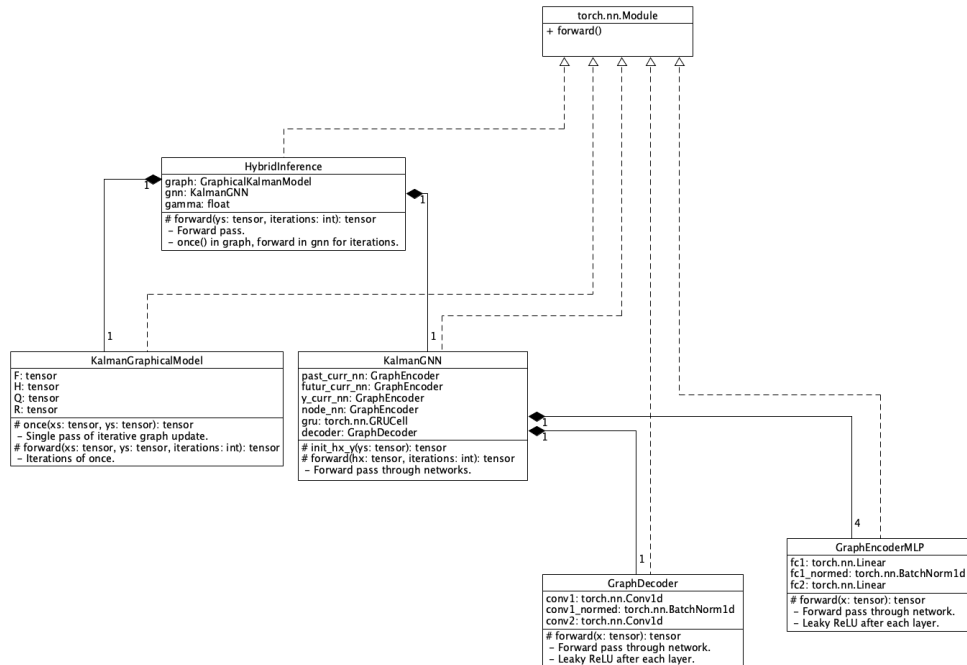 torch.nn.Module
+ forward()
HybridInference
graph: GraphicalKalmanModel
gnn: KalmanGNN
gamma: float
# forward(ys: tensor, iterations: int): tensor
- Forward pass.
- once() in graph, forward in gnn for iterations.
1
1
1
1
KalmanGraphicalModel
F: tensor
H: tensor
Q: tensor
R: tensor
# once(xs: tensor, ys: tensor): tensor
- Single pass of iterative graph update.
# forward(xs: tensor, ys: tensor, iterations: int): tensor
- Iterations of once.
KalmanGNN
past_curr_nn: GraphEncoder
futur_curr_nn: GraphEncoder
y_curr_nn: GraphEncoder
node_nn: GraphEncoder
gru: torch.nn.GRUCell
decoder: GraphDecoder
# init_hx_y(ys: tensor): tensor
# forward(hx: tensor, iterations: int): tensor
- Forward pass through networks.
1
1
4
1
GraphEncoderMLP
fc1: torch.nn.Linear
fc1_normed: torch.nn.BatchNorm1d
fc2: torch.nn.Linear
# forward(x: tensor): tensor
- Forward pass through network.
- Leaky ReLU after each layer.
GraphDecoder
conv1: torch.nn.Conv1d
conv1_normed: torch.nn.BatchNorm1d
conv2: torch.nn.Conv1d
# forward(x: tensor): tensor
- Forward pass through network.
- Leaky ReLU after each layer.